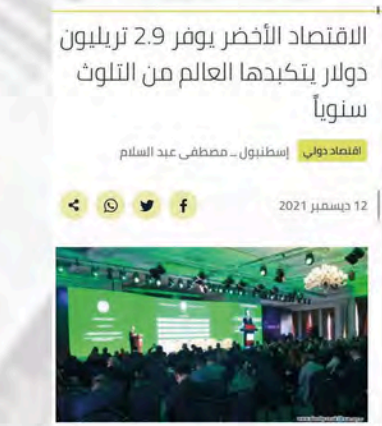 الاقتصاد الأخضر يوفر 2.9 تريليون
دولار يتكبدها العالم من التلوث
سنوياً
اقتصاد دولي إسطنبول ــ مصطفى عبد السلام
12 ديسمبر 2021